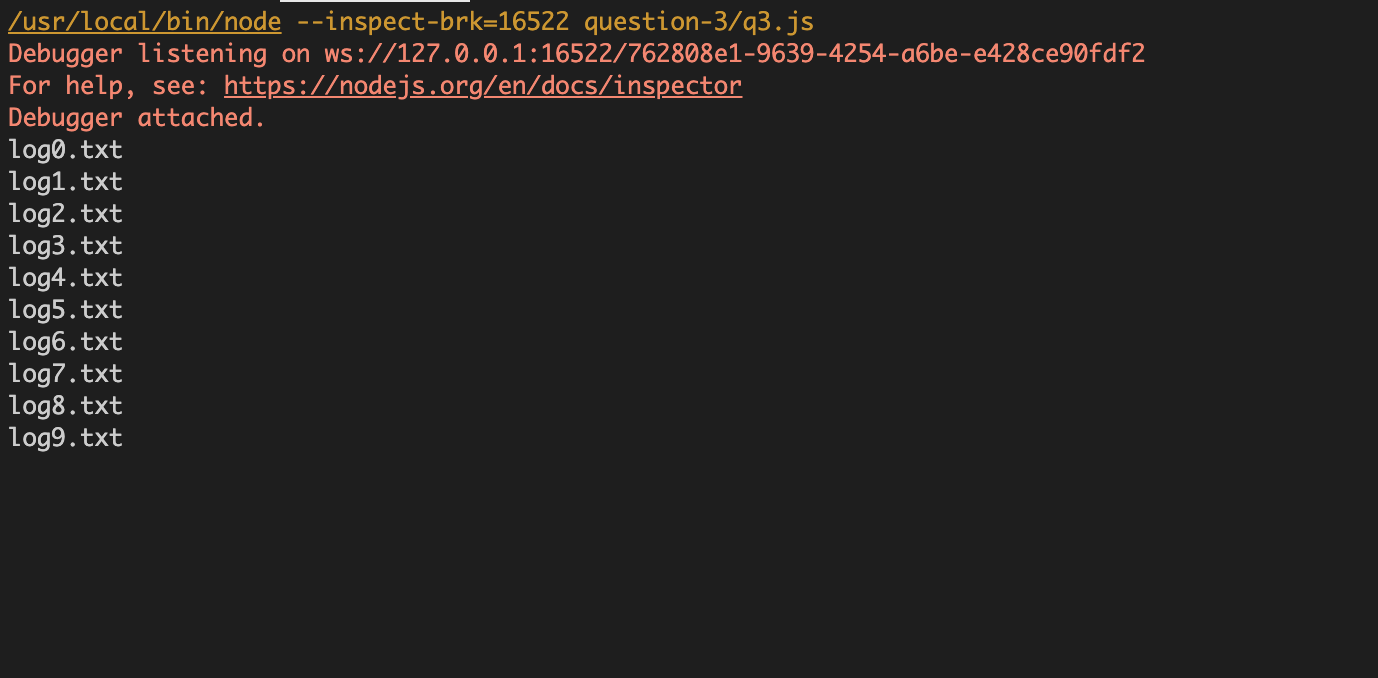 /usr/local/bin/node --inspect-brk=16522 question-3/q3.js
Debugger listening on ws://127.0.0.1:16522/762808e1-9639-4254-a6be-e428ce90fdf2
For help, see: https://nodejs.org/en/docs/inspector
Debugger attached.
log0.txt
log1.txt
log2.txt
log3.txt
log4.txt
log5.txt
log6.txt
log7.txt
log8.txt
log9.txt